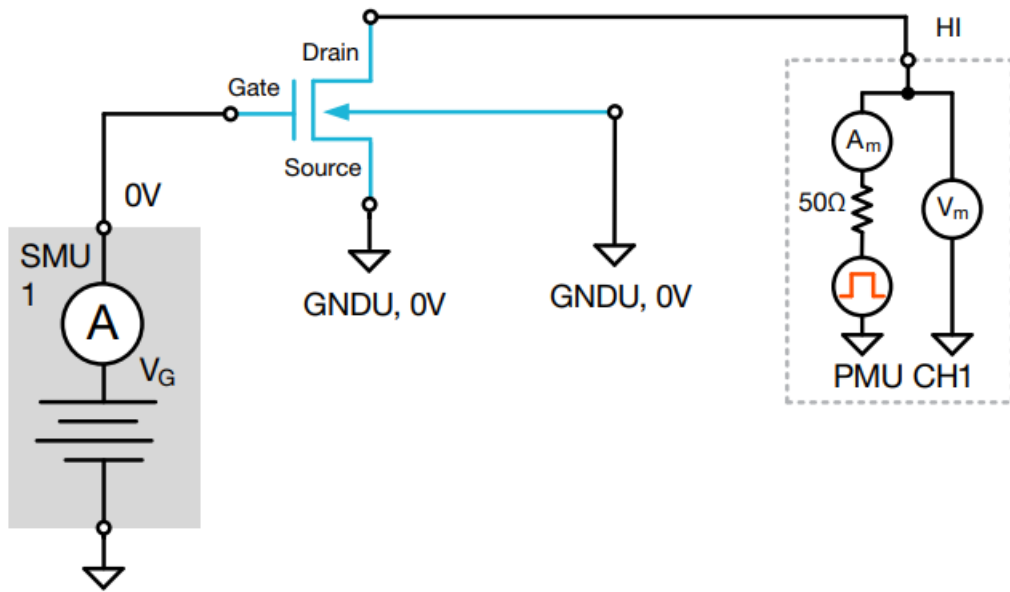 HI
Drain
Gate
Source
0V
SMU
1
A
VG
GNDU, 0V
GNDU, 0V
Am
50Ω
Vm
PMU CH1